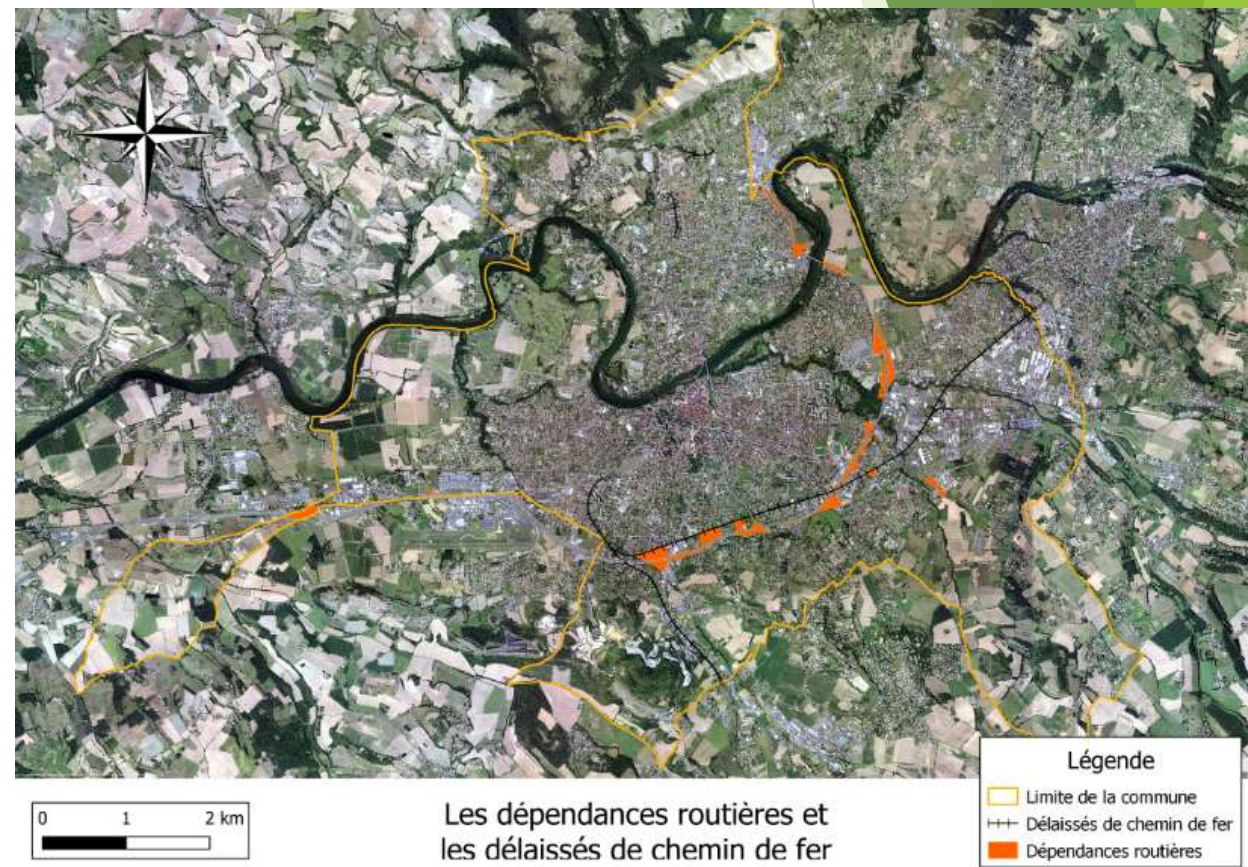 0 1 2 km
Les dépendances routières et
les délaissés de chemin de fer
Légende
Limite de la commune
Délaissés de chemin de fer
Dépendances routières